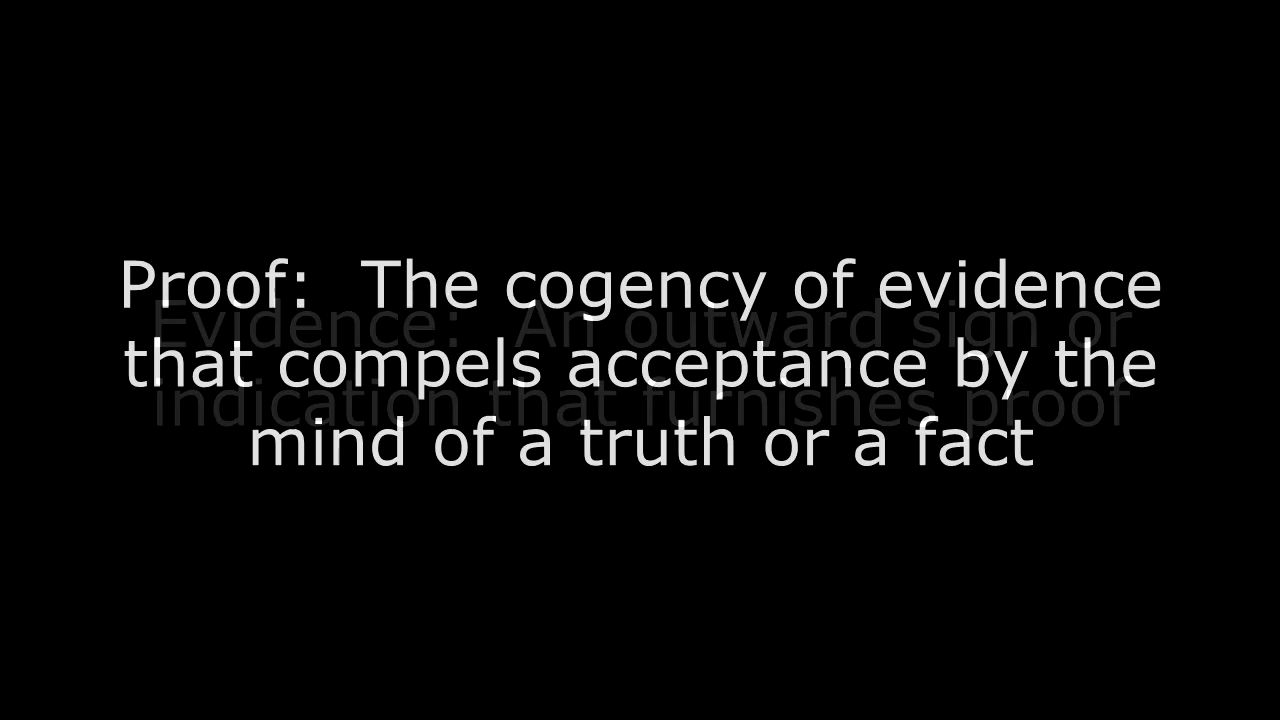 Proof:  The cogency of evidence
Evidence:  An outward sign or
that compels acceptance by the
indication that furnishes proof
mind of a truth or a fact